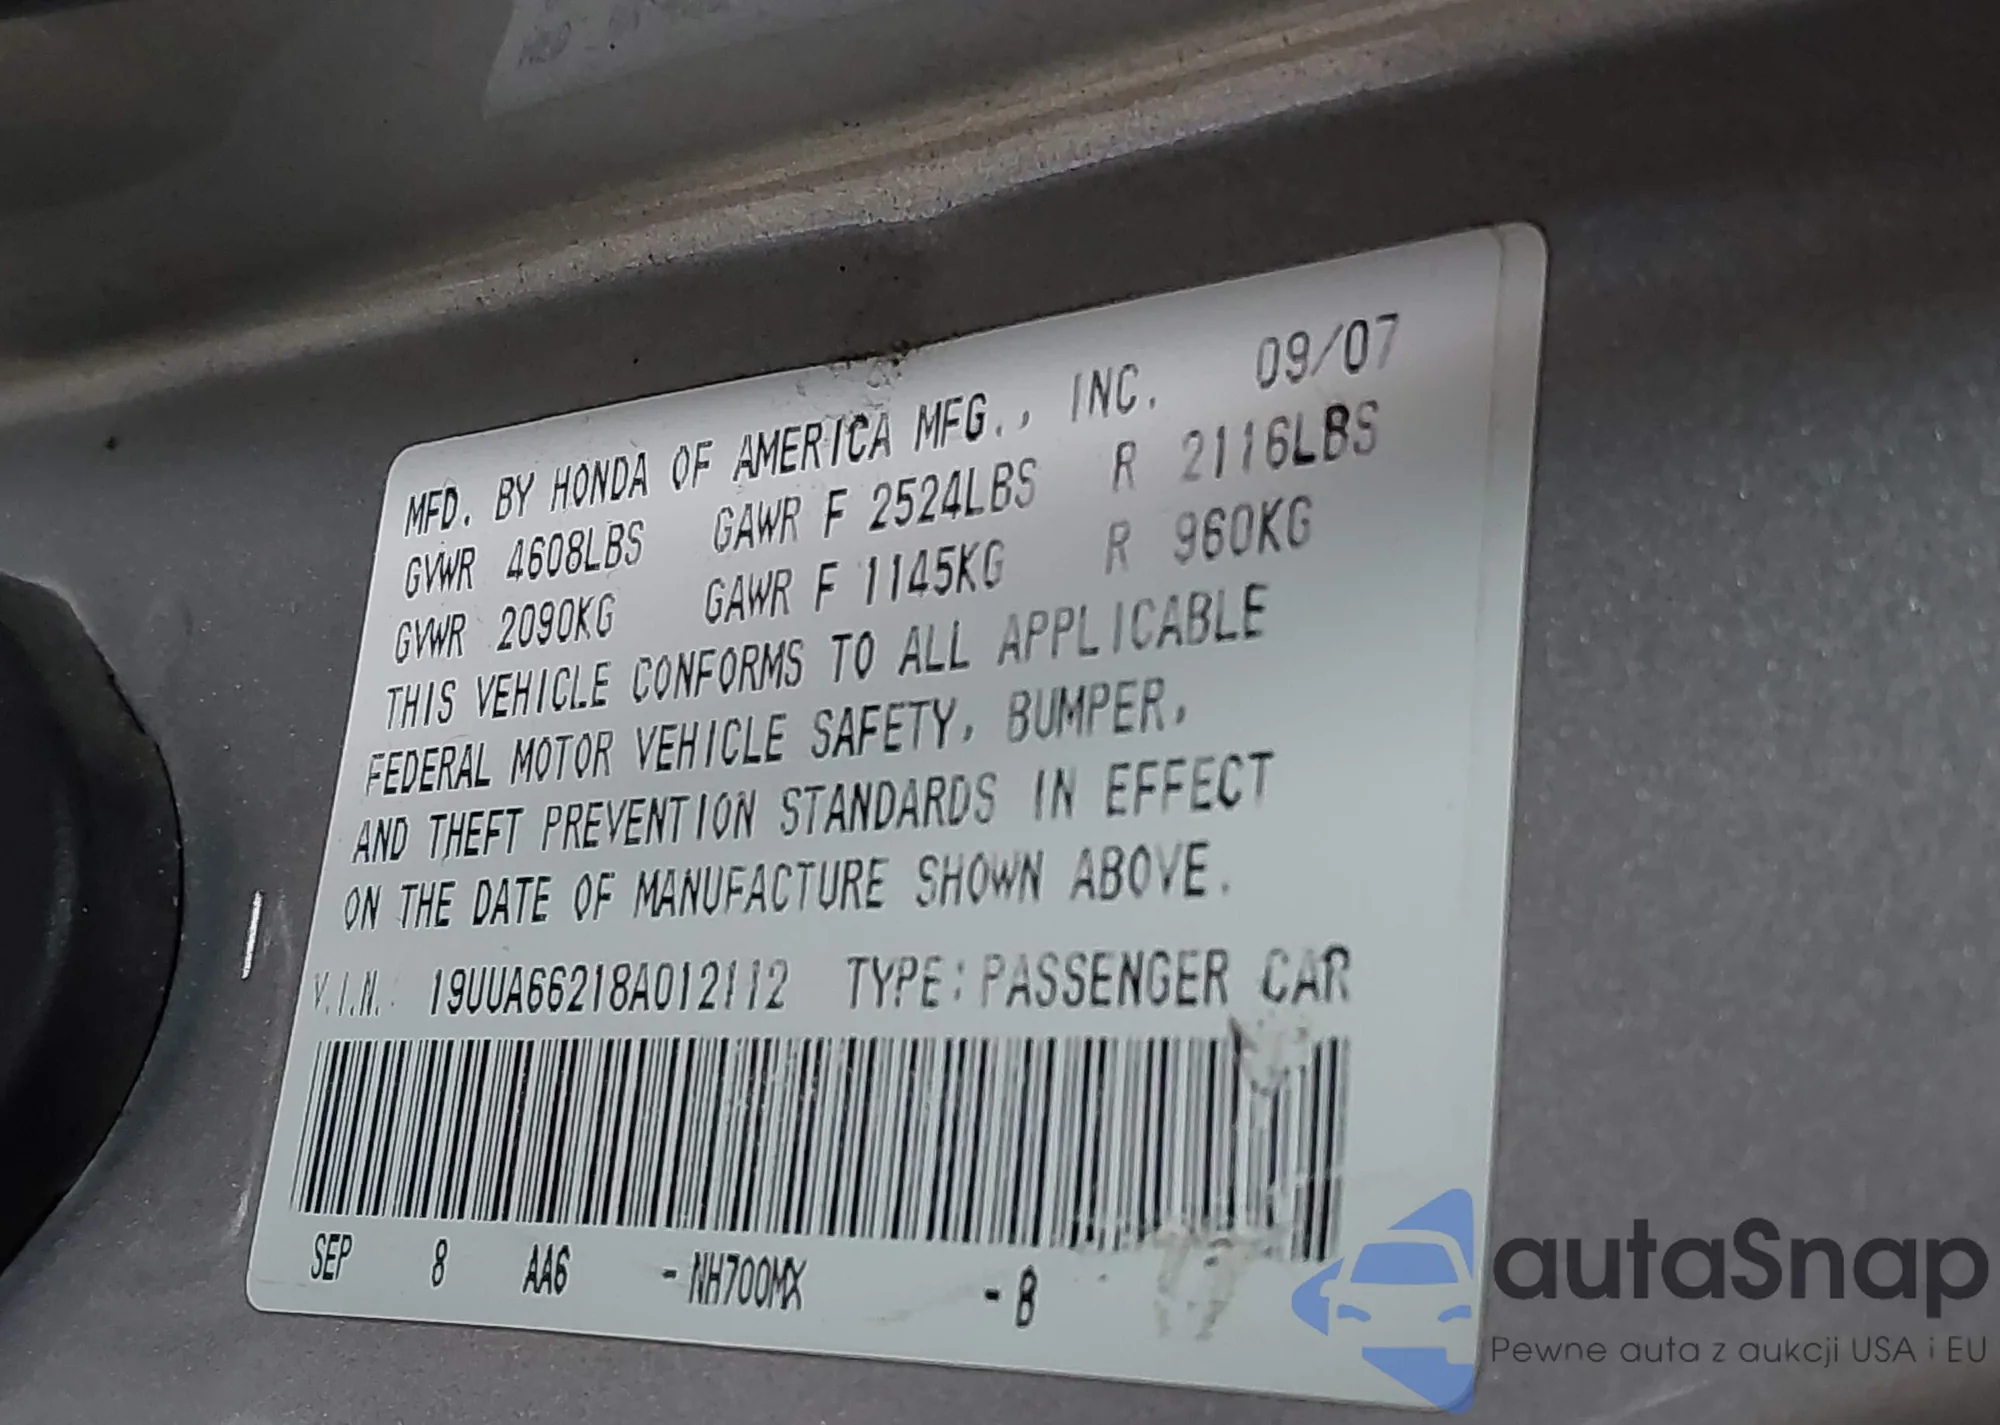 MFD. BY HONDA OF AMERICA MFG., INC. 09/07
GVWR 4608LBS GAWR F 2524LBS R 2116LBS
GVWR 2090KG GAWR F 1145KG R 960KG
THIS VEHICLE CONFORMS TO ALL APPLICABLE
FEDERAL MOTOR VEHICLE SAFETY, BUMPER,
AND THEFT PREVENTION STANDARDS IN EFFECT
ON THE DATE OF MANUFACTURE SHOWN ABOVE.
V.I.N.: 19UUA66218A012112 TYPE: PASSENGER CAR
SEP 8 AA6 - NH700MX - B
autaSnap
Pewne auta z aukcji USA i EU